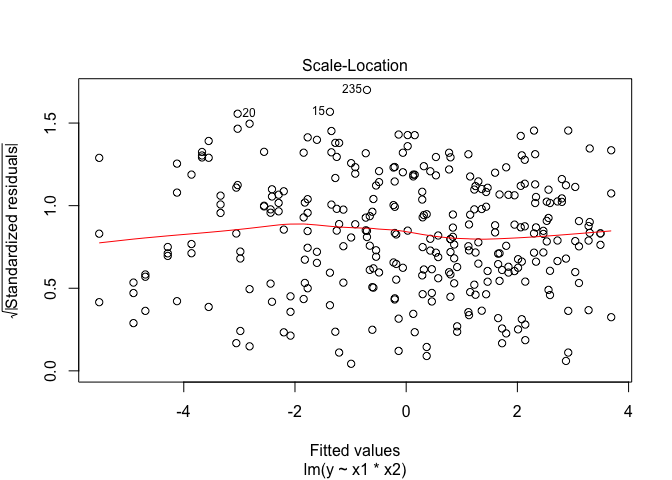 Scale-Location
235
15
20
√|Standardized residuals|
1.5
1.0
0.5
0.0
-4 -2 0 2 4
Fitted values
lm(y ~ x1 * x2)